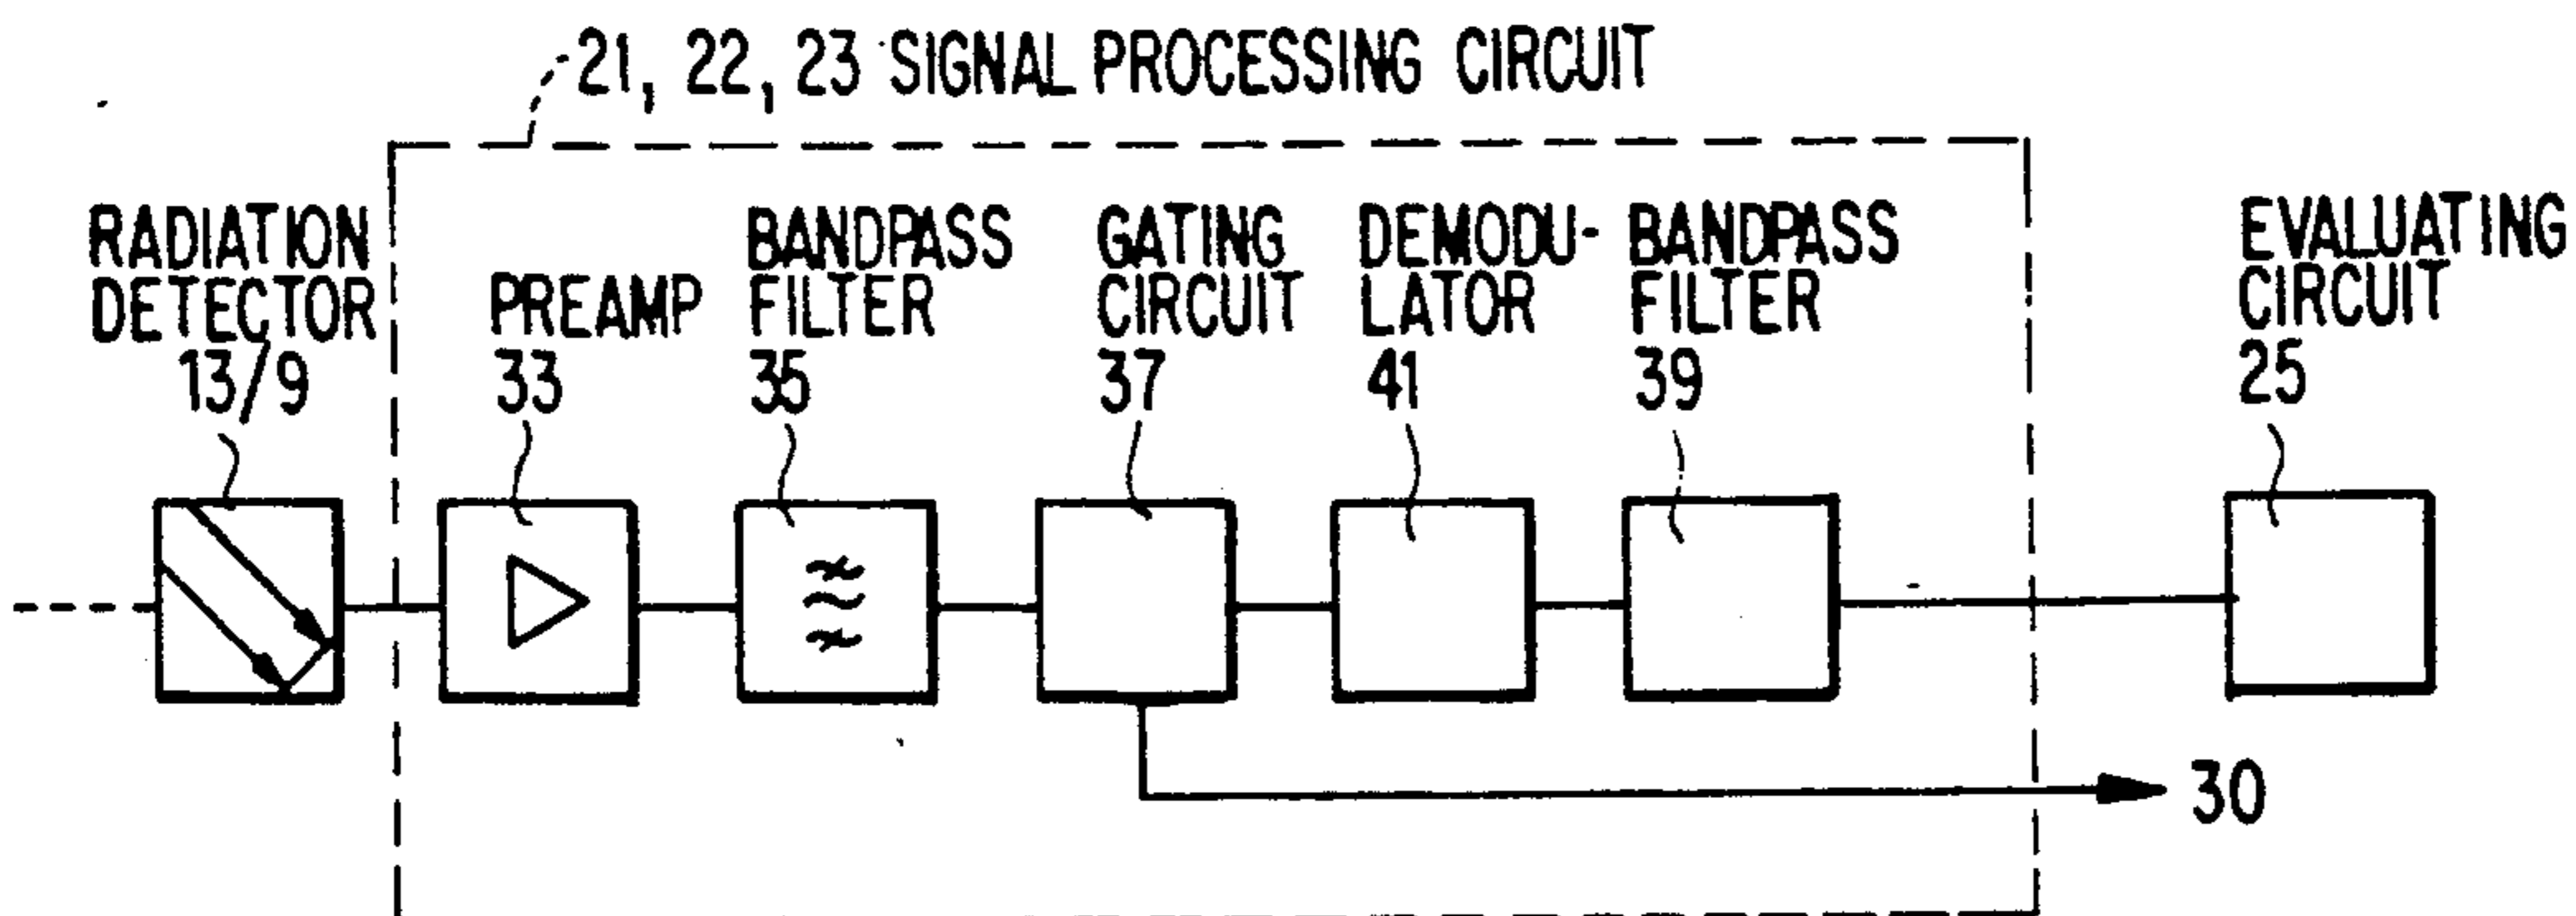 21, 22, 23 SIGNAL PROCESSING CIRCUIT
RADIATION
DETECTOR
13/9
PREAMP
33
BANDPASS
FILTER
35
GATING
CIRCUIT
37
DEMODU-
LATOR
41
BANDPASS
FILTER
39
EVALUATING
CIRCUIT
25
30